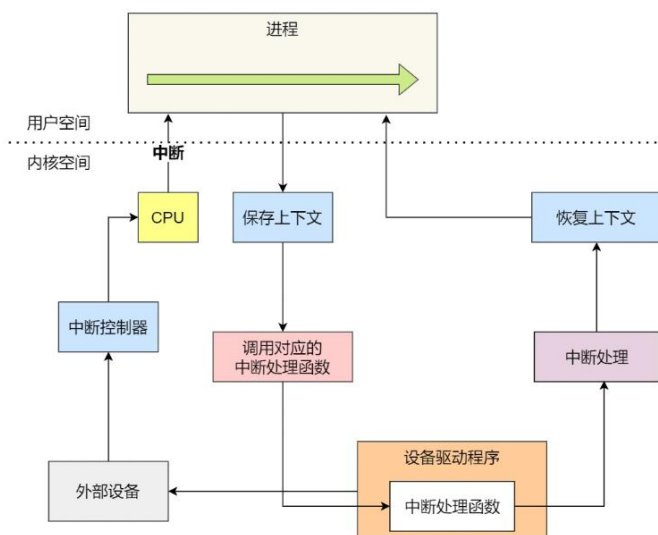 进程
用户空间
中断
内核空间
CPU
保存上下文
恢复上下文
中断控制器
调用对应的
中断处理函数
中断处理
设备驱动程序
外部设备
中断处理函数